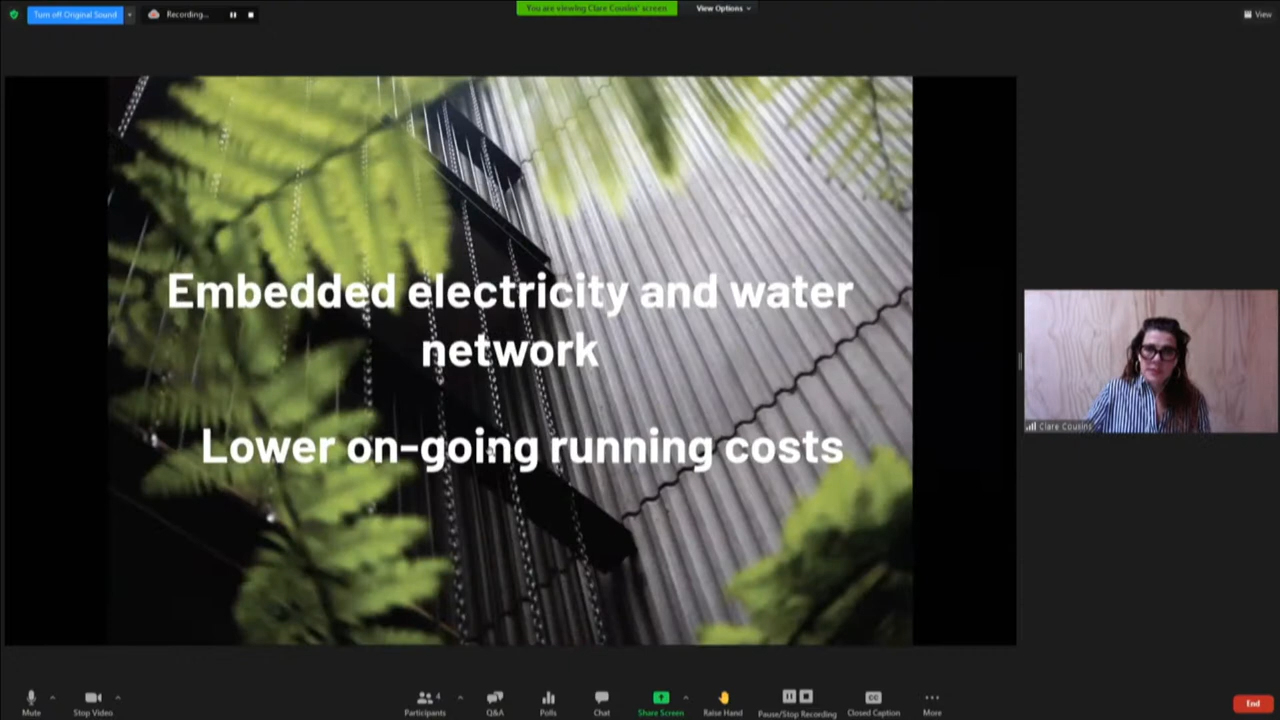 Turn off Original Sound
Recording...
You are viewing Clare Cousins' screen
View Options
View
Embedded electricity and water
network
Lower on-going running costs
Clare Cousins
Mute
Stop Video
Participants
4
Q&A
Polls
Chat
Share Screen
Raise Hand
Pause/Stop Recording
CC
Closed Caption
More
End